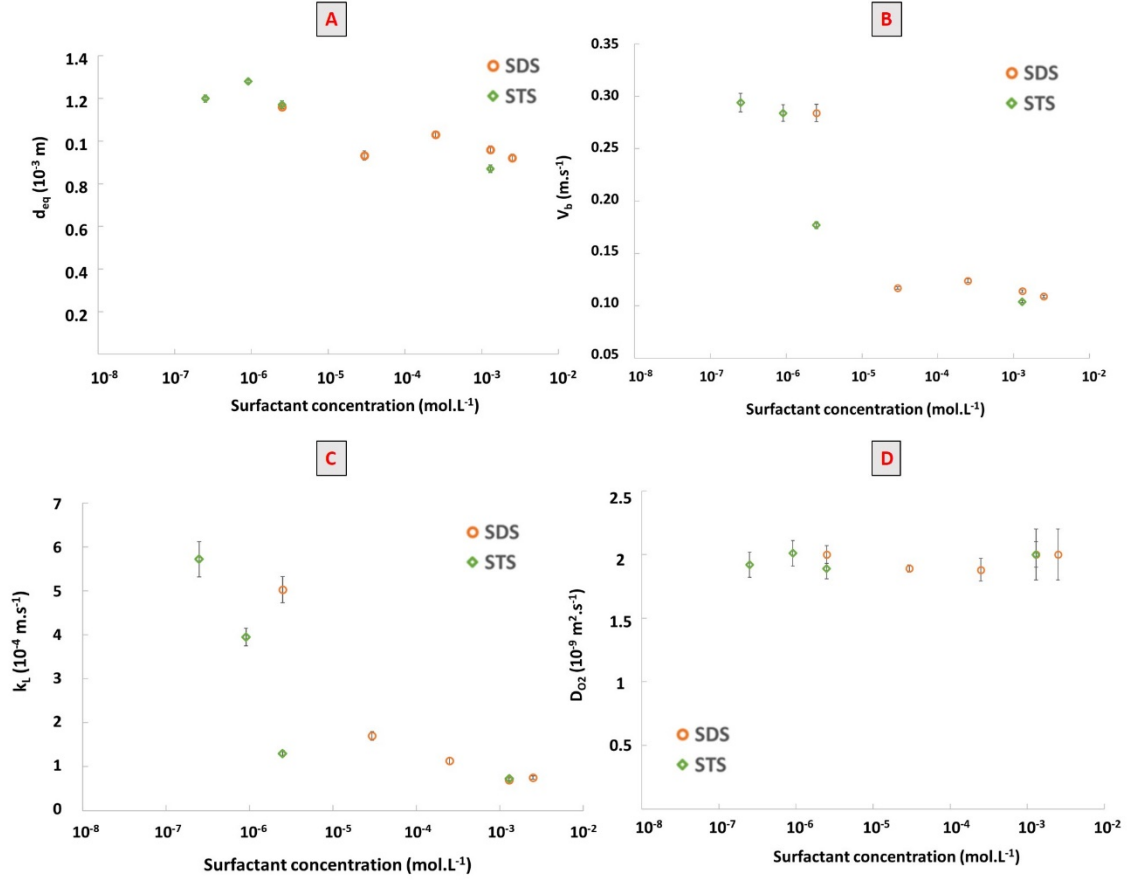 A
1.4
1.2
0.1
0.8
0.6
0.4
0.2
d_eq (10⁻³ m)
SDS
STS
10⁻⁸ 10⁻⁷ 10⁻⁶ 10⁻⁵ 10⁻⁴ 10⁻³ 10⁻²
Surfactant concentration (mol.L⁻¹)
B
0.35
0.30
0.25
0.20
0.15
0.10
0.05
V_b (m.s⁻¹)
SDS
STS
10⁻⁸ 10⁻⁷ 10⁻⁶ 10⁻⁵ 10⁻⁴ 10⁻³ 10⁻²
Surfactant concentration (mol.L⁻¹)
C
7
6
5
4
3
2
1
0
k_L (10⁻⁴ m.s⁻¹)
SDS
STS
10⁻⁸ 10⁻⁷ 10⁻⁶ 10⁻⁵ 10⁻⁴ 10⁻³ 10⁻²
Surfactant concentration (mol.L⁻¹)
D
2.5
2
1.5
1
0.5
D_O2 (10⁻⁹ m².s⁻¹)
SDS
STS
10⁻⁸ 10⁻⁷ 10⁻⁶ 10⁻⁵ 10⁻⁴ 10⁻³ 10⁻²
Surfactant concentration (mol.L⁻¹)